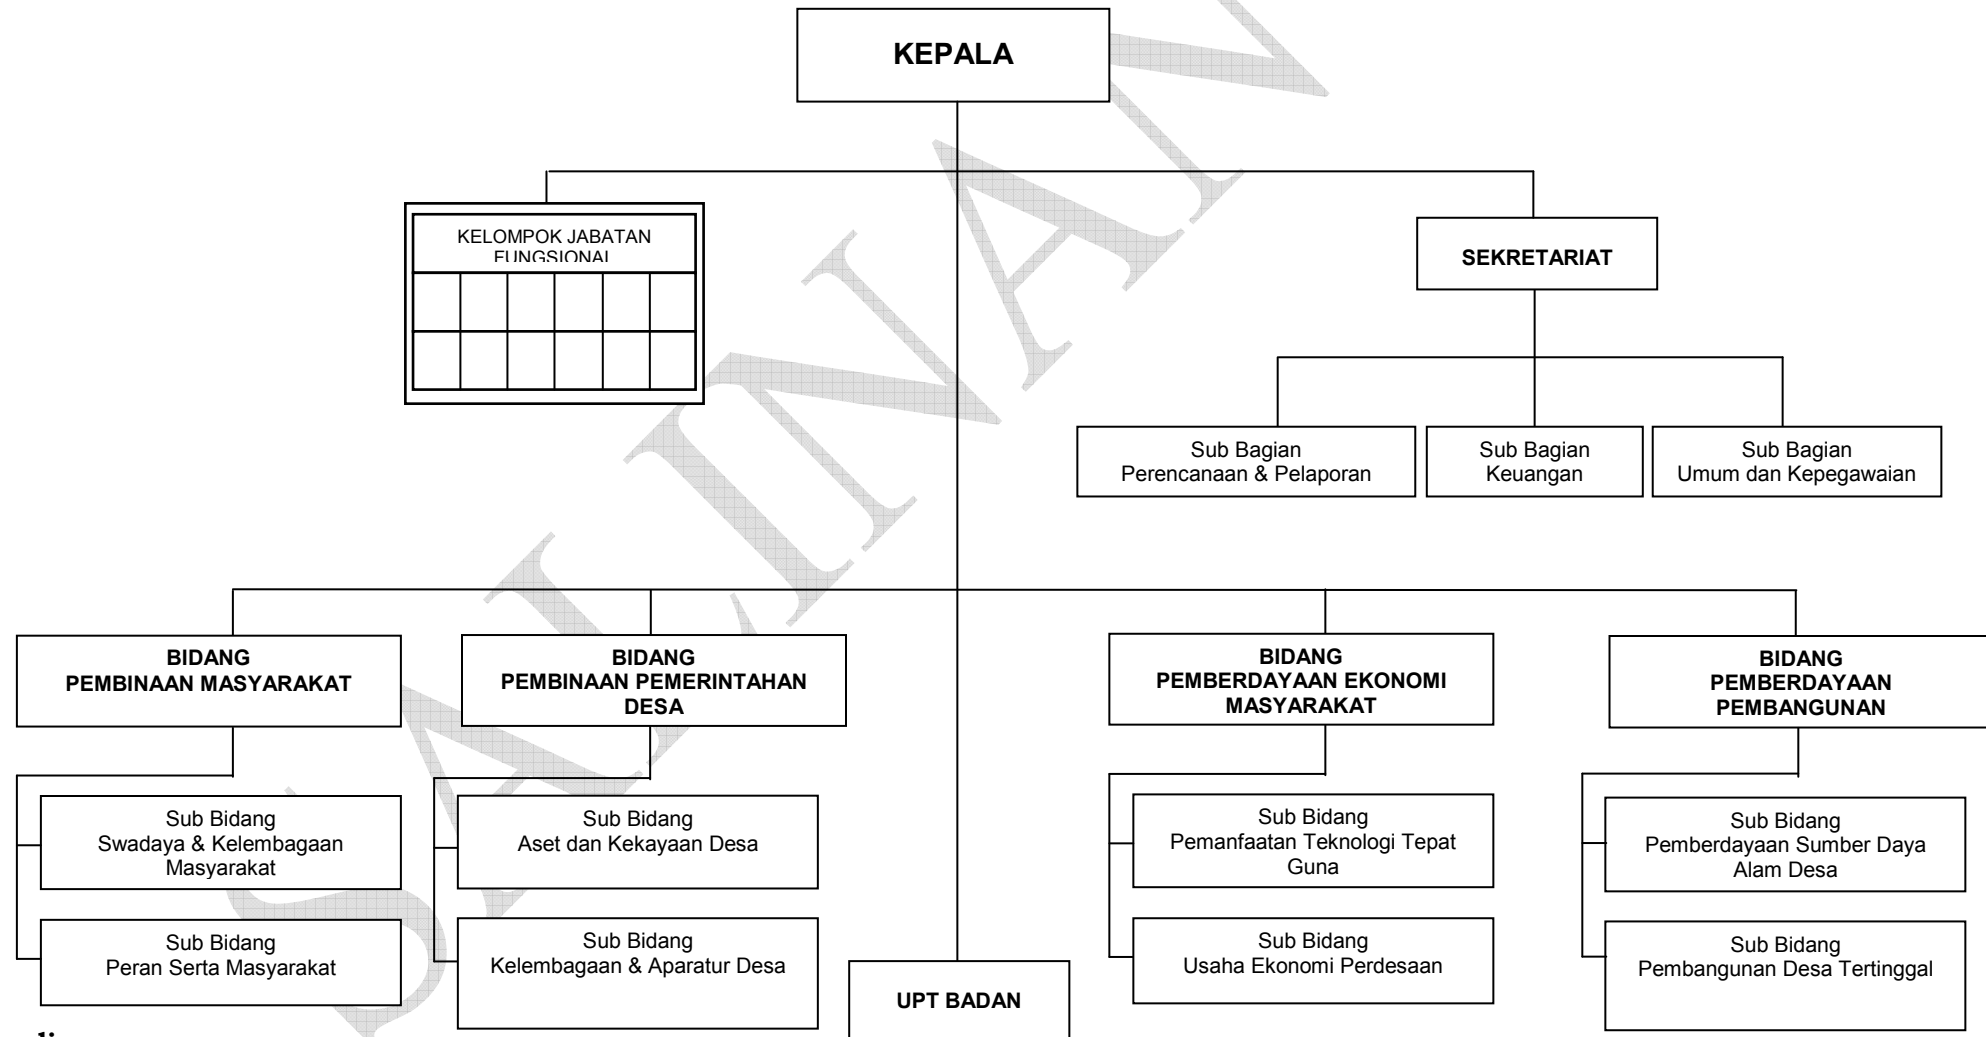 KEPALA
KELOMPOK JABATAN
FUNGSIONAL
SEKRETARIAT
Sub Bagian
Perencanaan & Pelaporan
Sub Bagian
Keuangan
Sub Bagian
Umum dan Kepegawaian
BIDANG
PEMBINAAN MASYARAKAT
BIDANG
PEMBINAAN PEMERINTAHAN
DESA
BIDANG
PEMBERDAYAAN EKONOMI
MASYARAKAT
BIDANG
PEMBERDAYAAN
PEMBANGUNAN
Sub Bidang
Swadaya & Kelembagaan
Masyarakat
Sub Bidang
Aset dan Kekayaan Desa
Sub Bidang
Pemanfaatan Teknologi Tepat
Guna
Sub Bidang
Pemberdayaan Sumber Daya
Alam Desa
Sub Bidang
Peran Serta Masyarakat
Sub Bidang
Kelembagaan & Aparatur Desa
Sub Bidang
Usaha Ekonomi Perdesaan
Sub Bidang
Pembangunan Desa Tertinggal
UPT BADAN
SALINAN